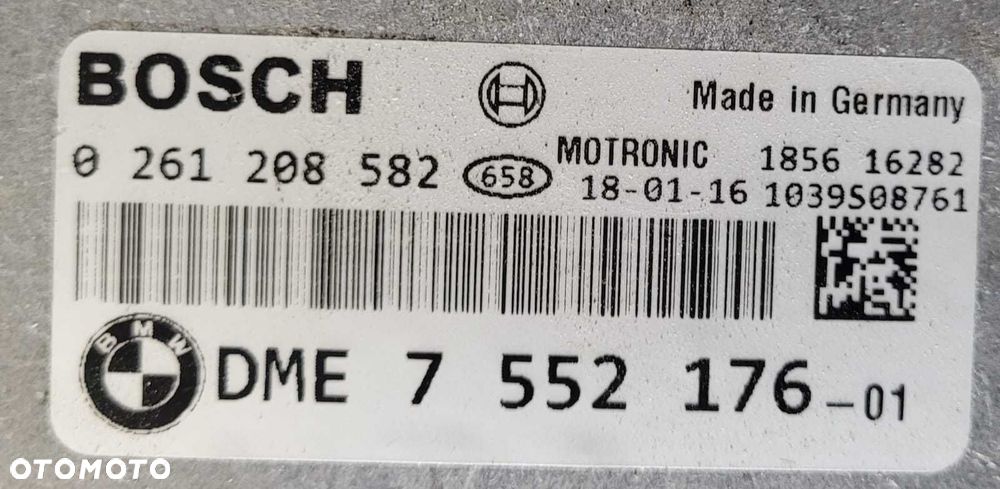 BOSCH
Made in Germany
0 261 208 582 658 MOTRONIC 1856 16282
18-01-16 1039S08761
BMW DME 7 552 176-01
OTOMOTO